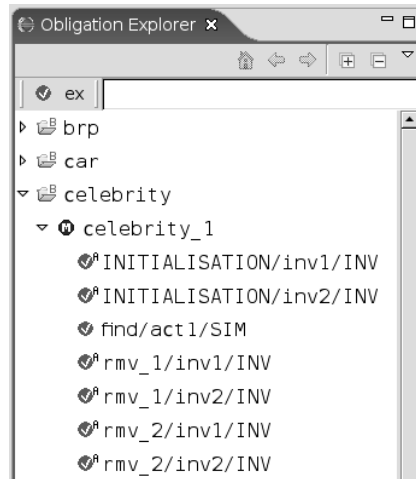 Obligation Explorer
ex
brp
car
celebrity
celebrity_1
INITIALISATION/inv1/INV
INITIALISATION/inv2/INV
find/act1/SIM
rmv_1/inv1/INV
rmv_1/inv2/INV
rmv_2/inv1/INV
rmv_2/inv2/INV